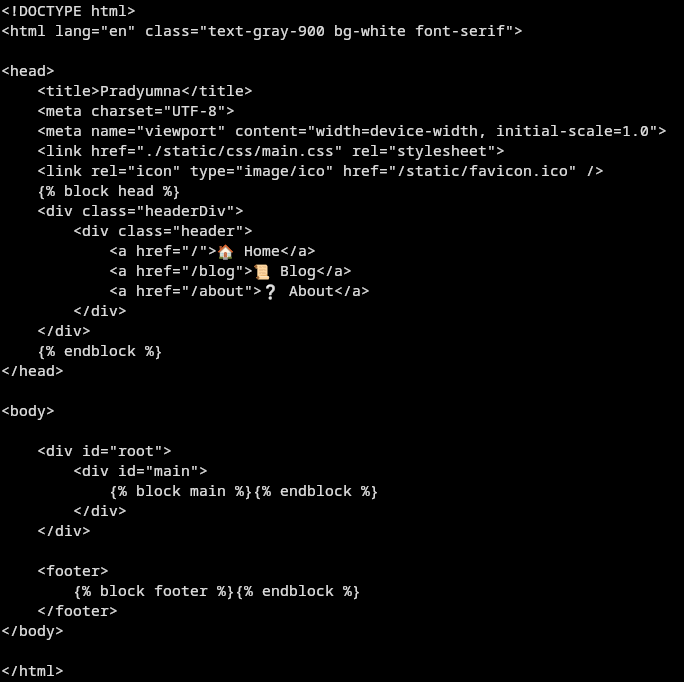 <!DOCTYPE html>
<html lang="en" class="text-gray-900 bg-white font-serif">

<head>
    <title>Pradyumna</title>
    <meta charset="UTF-8">
    <meta name="viewport" content="width=device-width, initial-scale=1.0">
    <link href="./static/css/main.css" rel="stylesheet">
    <link rel="icon" type="image/ico" href="/static/favicon.ico" />
    {% block head %}
    <div class="headerDiv">
        <div class="header">
            <a href="/">🏠 Home</a>
            <a href="/blog">📜 Blog</a>
            <a href="/about">❔ About</a>
        </div>
    </div>
    {% endblock %}
</head>

<body>

    <div id="root">
        <div id="main">
            {% block main %}{% endblock %}
        </div>
    </div>

    <footer>
        {% block footer %}{% endblock %}
    </footer>
</body>

</html>